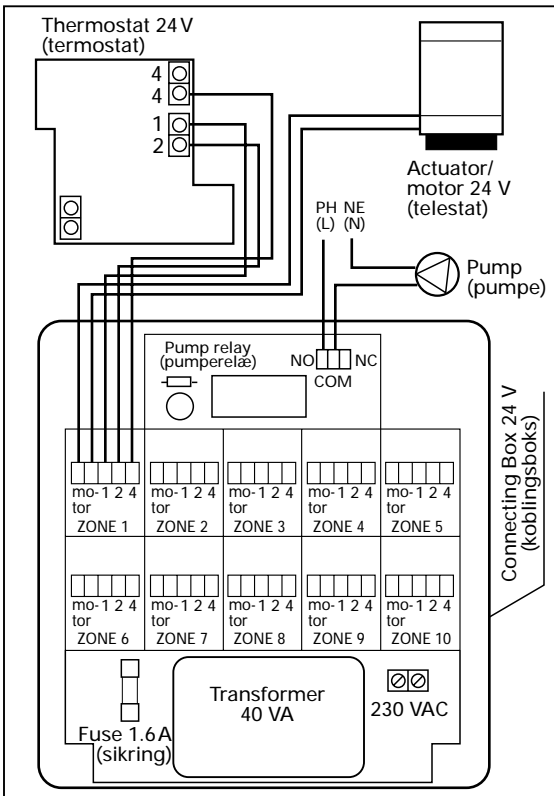 Thermostat 24V
(termostat)
4
4
1
2
Actuator/
motor 24 V
(telestat)
PH NE
(L) (N)
Pump
(pumpe)
Pump relay
(pumperelæ)
NO NC
COM
Connecting Box 24 V
(koblingsboks)
mo- 1 2 4
tor
ZONE 1
mo- 1 2 4
tor
ZONE 2
mo- 1 2 4
tor
ZONE 3
mo- 1 2 4
tor
ZONE 4
mo- 1 2 4
tor
ZONE 5
mo- 1 2 4
tor
ZONE 6
mo- 1 2 4
tor
ZONE 7
mo- 1 2 4
tor
ZONE 8
mo- 1 2 4
tor
ZONE 9
mo- 1 2 4
tor
ZONE 10
Fuse 1.6A
(sikring)
Transformer
40 VA
230 VAC